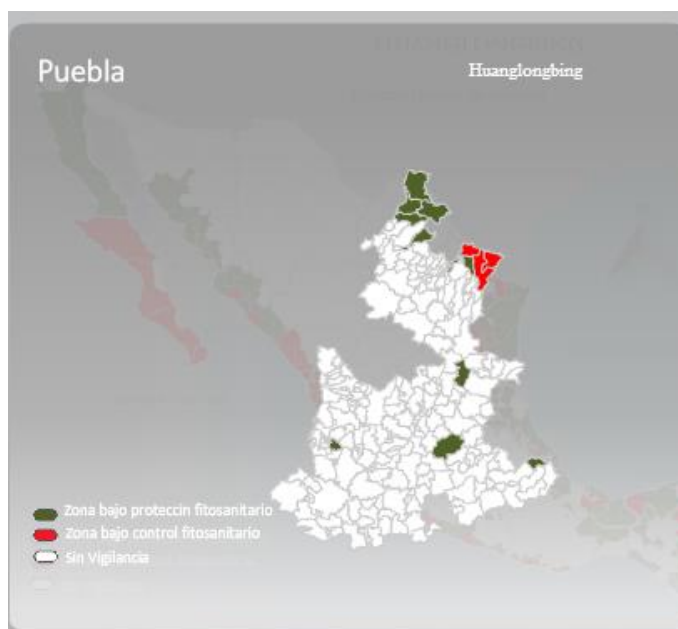 Puebla
Huanglongbing
Zona bajo proteccin fitosanitario
Zona bajo control fitosanitario
Sin Vigilancia